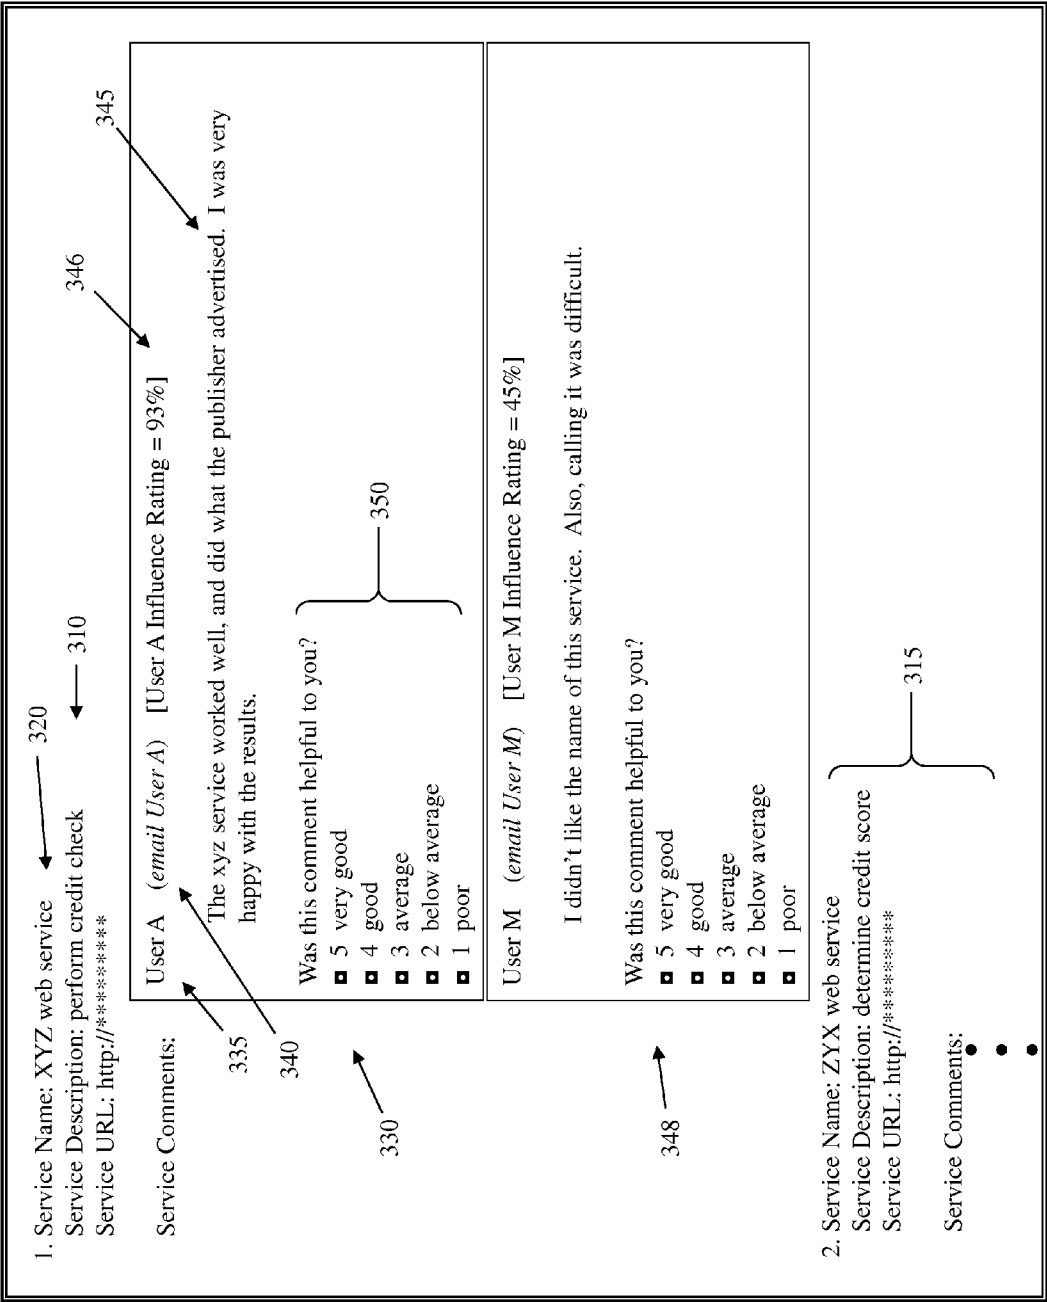 1. Service Name: XYZ web service
320
Service Description: perform credit check
310
Service URL: http://**********
Service Comments:
346
345
335
340
330
User A (email User A) [User A Influence Rating = 93%]
The xyz service worked well, and did what the publisher advertised. I was very
happy with the results.
Was this comment helpful to you?
5 very good
4 good
3 average
2 below average
1 poor
350
User M (email User M) [User M Influence Rating = 45%]
I didn't like the name of this service. Also, calling it was difficult.
Was this comment helpful to you?
5 very good
4 good
3 average
2 below average
1 poor
348
2. Service Name: ZYX web service
Service Description: determine credit score
Service URL: http://**********
315
Service Comments: